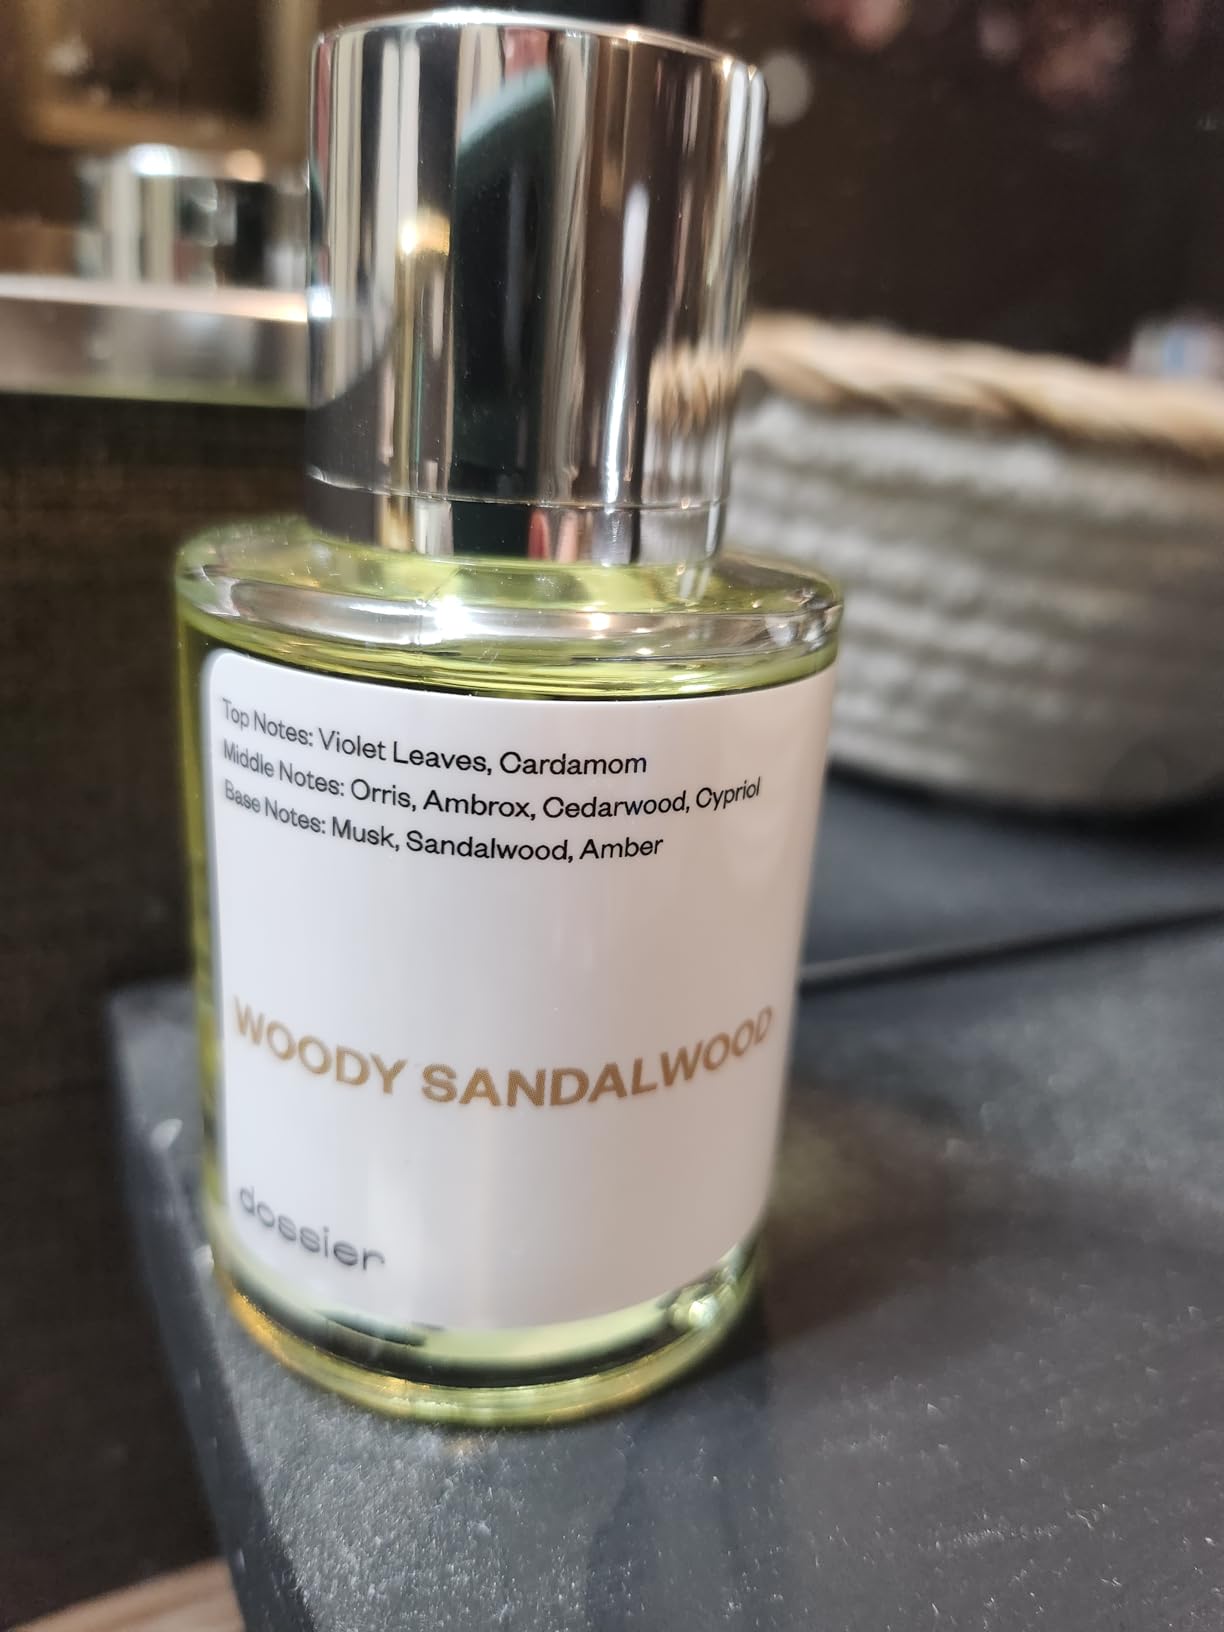 Top Notes: Violet Leaves, Cardamom
Middle Notes: Orris, Ambrox, Cedarwood, Cypriol
Base Notes: Musk, Sandalwood, Amber
WOODY SANDALWOOD
dossier